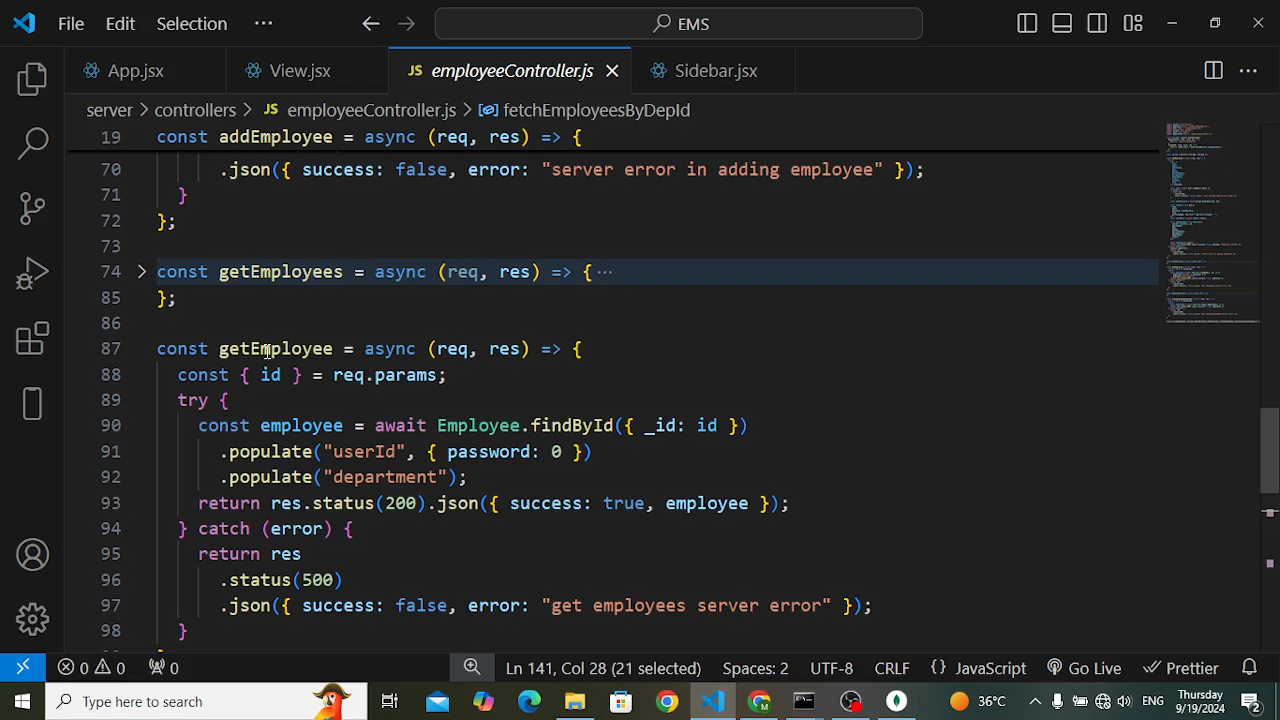 File Edit Selection ··· EMS
App.jsx View.jsx JS employeeController.js Sidebar.jsx ···
server > controllers > JS employeeController.js > fetchEmployeesByDepId
19 const addEmployee = async (req, res) => {
70 .json({ success: false, error: "server error in adding employee" });
71 }
72 };
73
74 const getEmployees = async (req, res) => { ···
85 };
86
87 const getEmployee = async (req, res) => {
88 const { id } = req.params;
89 try {
90 const employee = await Employee.findById({ _id: id })
91 .populate("userId", { password: 0 })
92 .populate("department");
93 return res.status(200).json({ success: true, employee });
94 } catch (error) {
95 return res
96 .status(500)
97 .json({ success: false, error: "get employees server error" });
98 }
0 0 0 Ln 141, Col 28 (21 selected) Spaces: 2 UTF-8 CRLF {} JavaScript Go Live Prettier
Type here to search 36°C ENG Thursday 9/19/2024 2